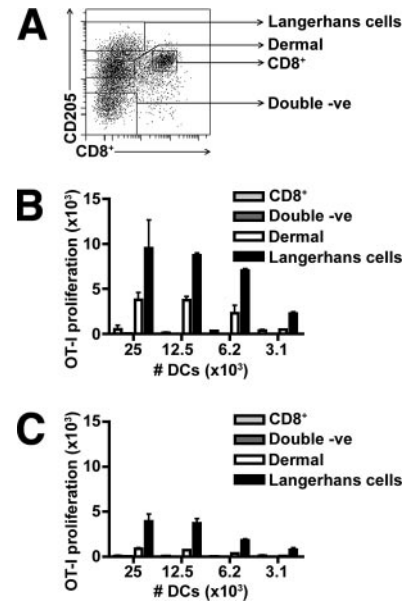 A
Langerhans cells
Dermal
CD8⁺
Double -ve
CD205
CD8⁺
B
OT-I proliferation (x10³)
15
10
5
0
CD8⁺
Double -ve
Dermal
Langerhans cells
25 12.5 6.2 3.1
# DCs (x10³)
C
OT-I proliferation (x10³)
15
10
5
0
CD8⁺
Double -ve
Dermal
Langerhans cells
25 12.5 6.2 3.1
# DCs (x10³)